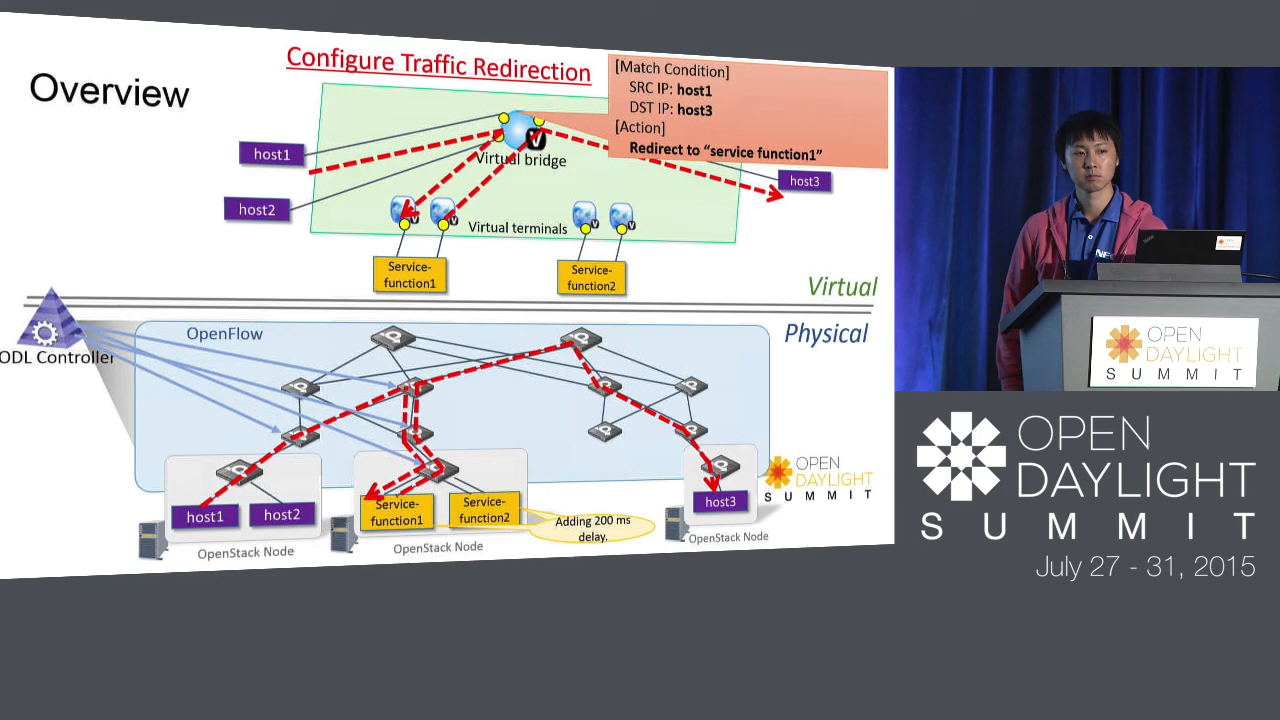 Overview
Configure Traffic Redirection
[Match Condition]
SRC IP: host1
DST IP: host3
[Action]
Redirect to “service function1”
host1
host2
host3
Virtual bridge
Virtual terminals
Service-
function1
Service-
function2
Virtual
ODL Controller
OpenFlow
Physical
host1
host2
OpenStack Node
Service-
function1
Service-
function2
OpenStack Node
Adding 200 ms
delay.
host3
OpenStack Node
OPEN
DAYLIGHT
SUMMIT
NEC
OPEN
DAYLIGHT
SUMMIT
OPEN
DAYLIGHT
SUMMIT
July 27 - 31, 2015